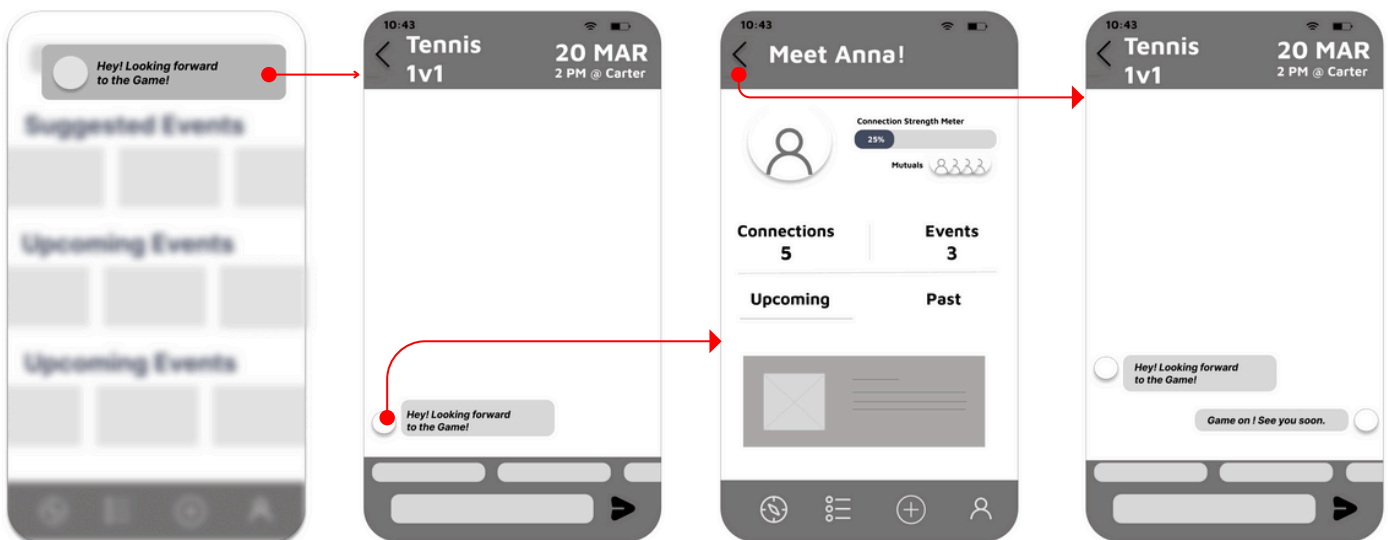 Hey! Looking forward
to the Game!
Suggested Events
Upcoming Events
Upcoming Events
10:43
Tennis
1v1
20 MAR
2 PM @ Carter
Hey! Looking forward
to the Game!
10:43
Meet Anna!
Connection Strength Meter
25%
Mutuals
Connections
5
Events
3
Upcoming
Past
10:43
Tennis
1v1
20 MAR
2 PM @ Carter
Hey! Looking forward
to the Game!
Game on ! See you soon.